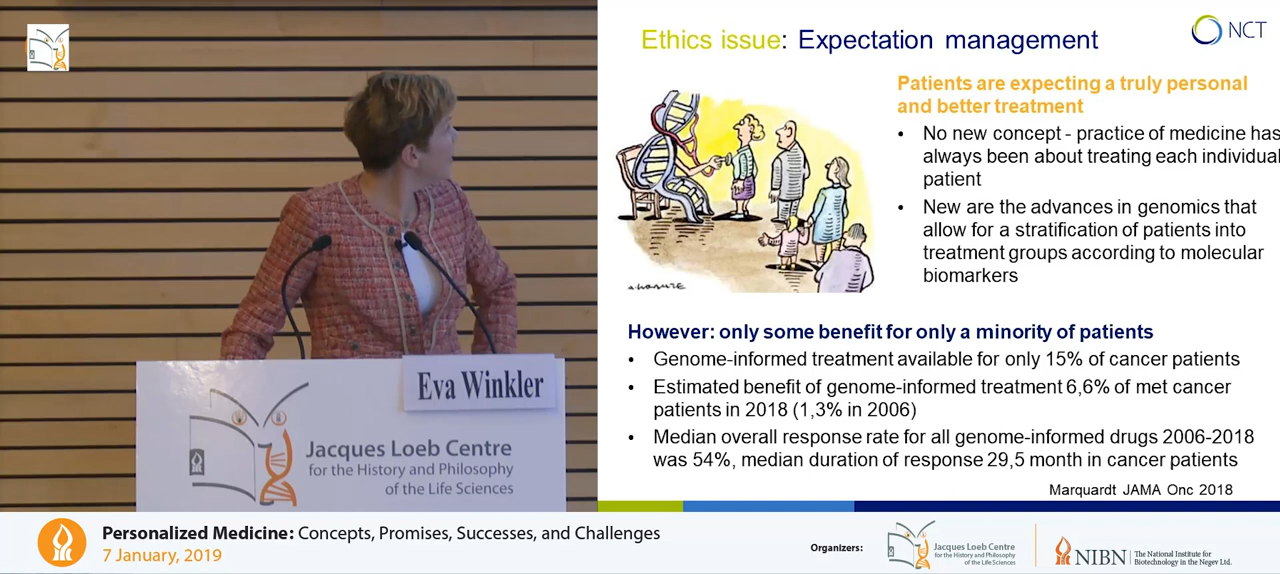 Ethics issue: Expectation management
NCT
Patients are expecting a truly personal
and better treatment
• No new concept - practice of medicine has
always been about treating each individual
patient
• New are the advances in genomics that
allow for a stratification of patients into
treatment groups according to molecular
biomarkers
However: only some benefit for only a minority of patients
• Genome-informed treatment available for only 15% of cancer patients
• Estimated benefit of genome-informed treatment 6,6% of met cancer
patients in 2018 (1,3% in 2006)
• Median overall response rate for all genome-informed drugs 2006-2018
was 54%, median duration of response 29,5 month in cancer patients
Marquardt JAMA Onc 2018
Eva Winkler
Jacques Loeb Centre
for the History and Philosophy
of the Life Sciences
Personalized Medicine: Concepts, Promises, Successes, and Challenges
7 January, 2019
Organizers:
Jacques Loeb Centre
for the History and Philosophy
of the Life Sciences
NIBN
The National Institute for
Biotechnology in the Negev Ltd.